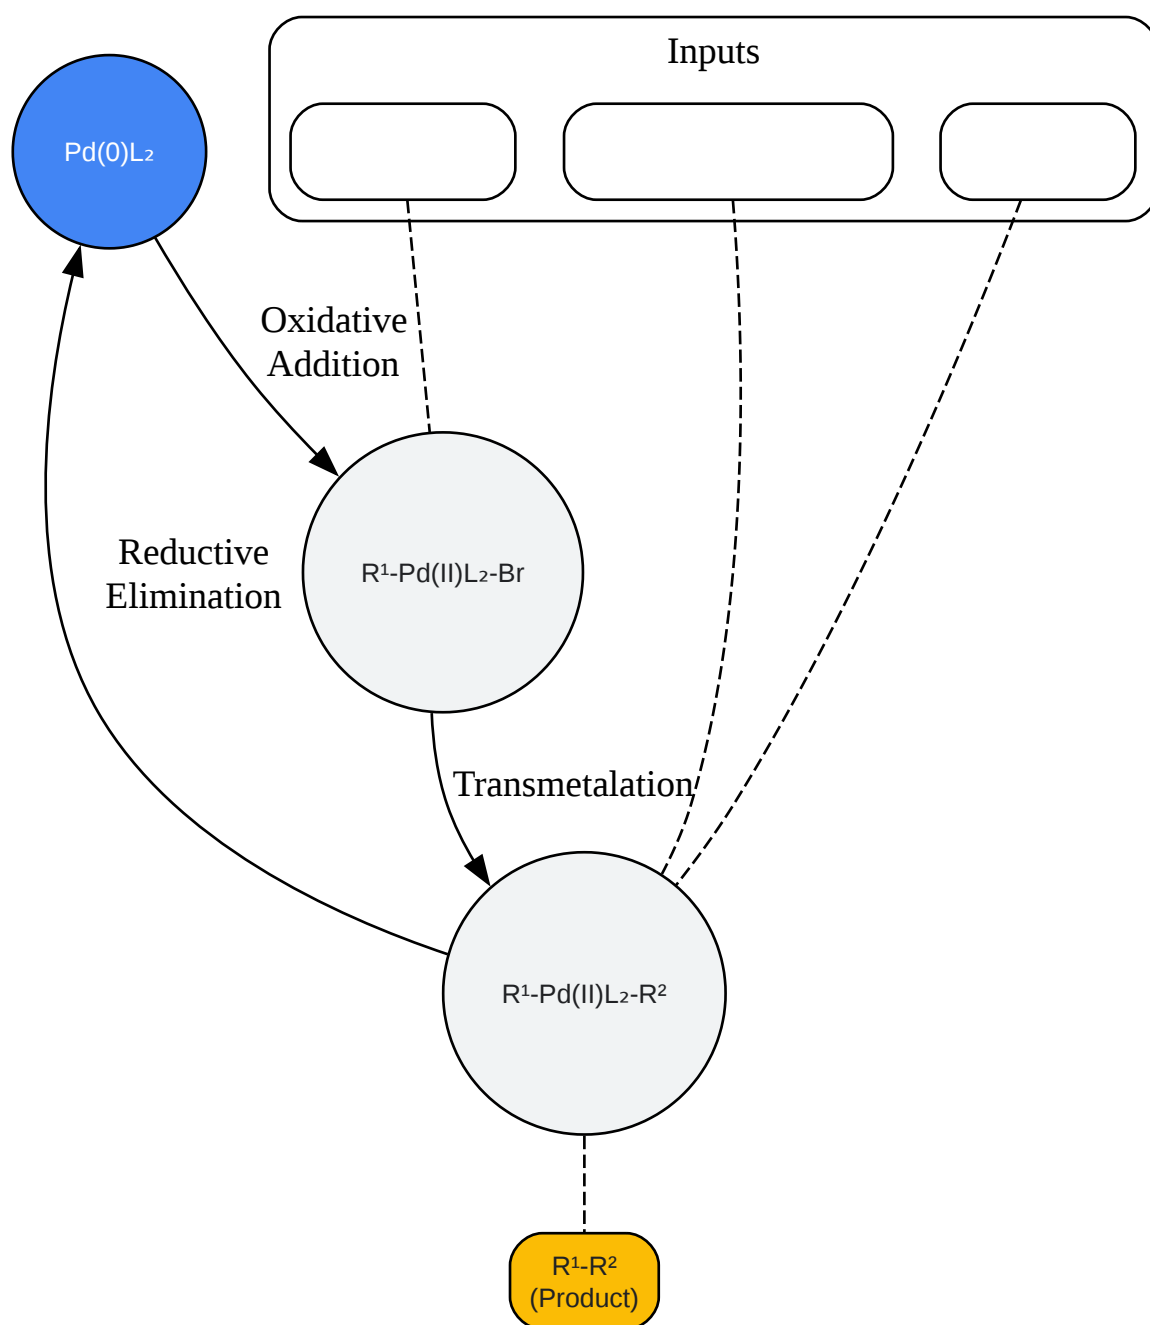 Inputs
Pd(0)L₂
Oxidative
Addition
Reductive
Elimination
R¹-Pd(II)L₂-Br
Transmetalation
R¹-Pd(II)L₂-R²
R¹-R²
(Product)